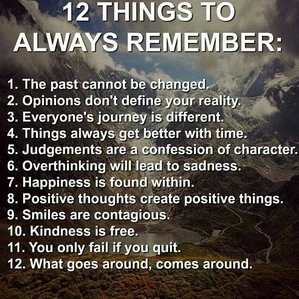 12 THINGS TO
ALWAYS REMEMBER:
1. The past cannot be changed.
2. Opinions don't define your reality.
3. Everyone's journey is different.
4. Things always get better with time.
5. Judgements are a confession of character.
6. Overthinking will lead to sadness.
7. Happiness is found within.
8. Positive thoughts create positive things.
9. Smiles are contagious.
10. Kindness is free.
11. You only fail if you quit.
12. What goes around, comes around.